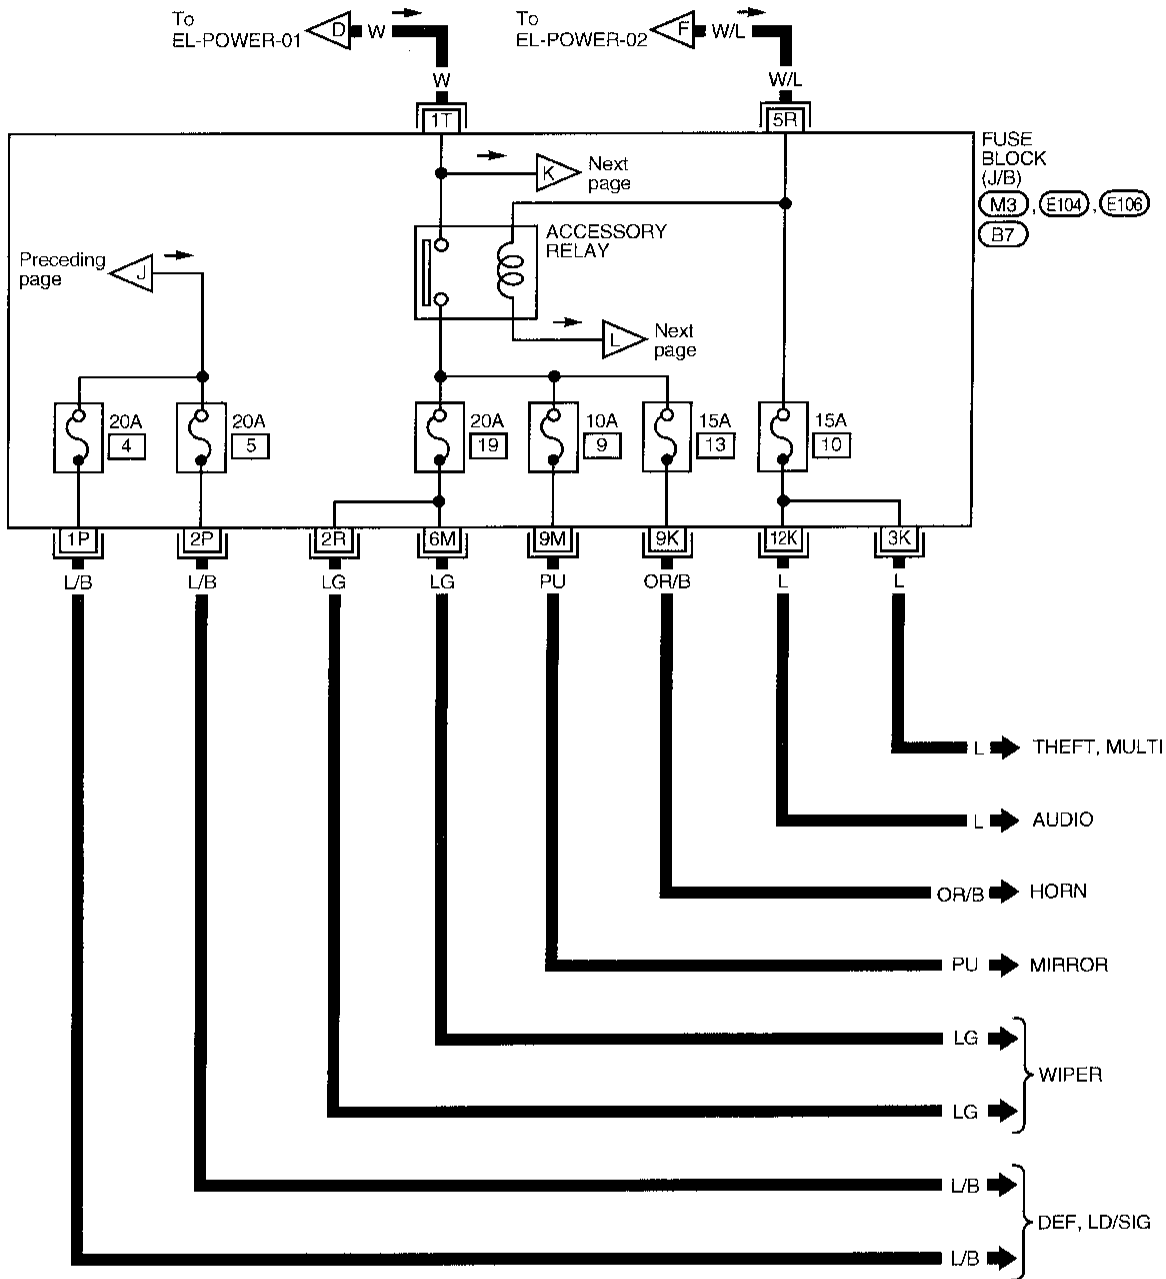 To
EL-POWER-01
D
W
To
EL-POWER-02
F
W/L
W
W/L
1T
5R
FUSE
BLOCK
(J/B)
M3 , E104 , E106
B7
K
Next
page
ACCESSORY
RELAY
Preceding
page
J
L
Next
page
20A
4
20A
5
20A
19
10A
9
15A
13
15A
10
1P
2P
2R
6M
9M
9K
12K
3K
L/B
L/B
LG
LG
PU
OR/B
L
L
L
THEFT, MULTI
L
AUDIO
OR/B
HORN
PU
MIRROR
LG
WIPER
LG
L/B
DEF, LD/SIG
L/B